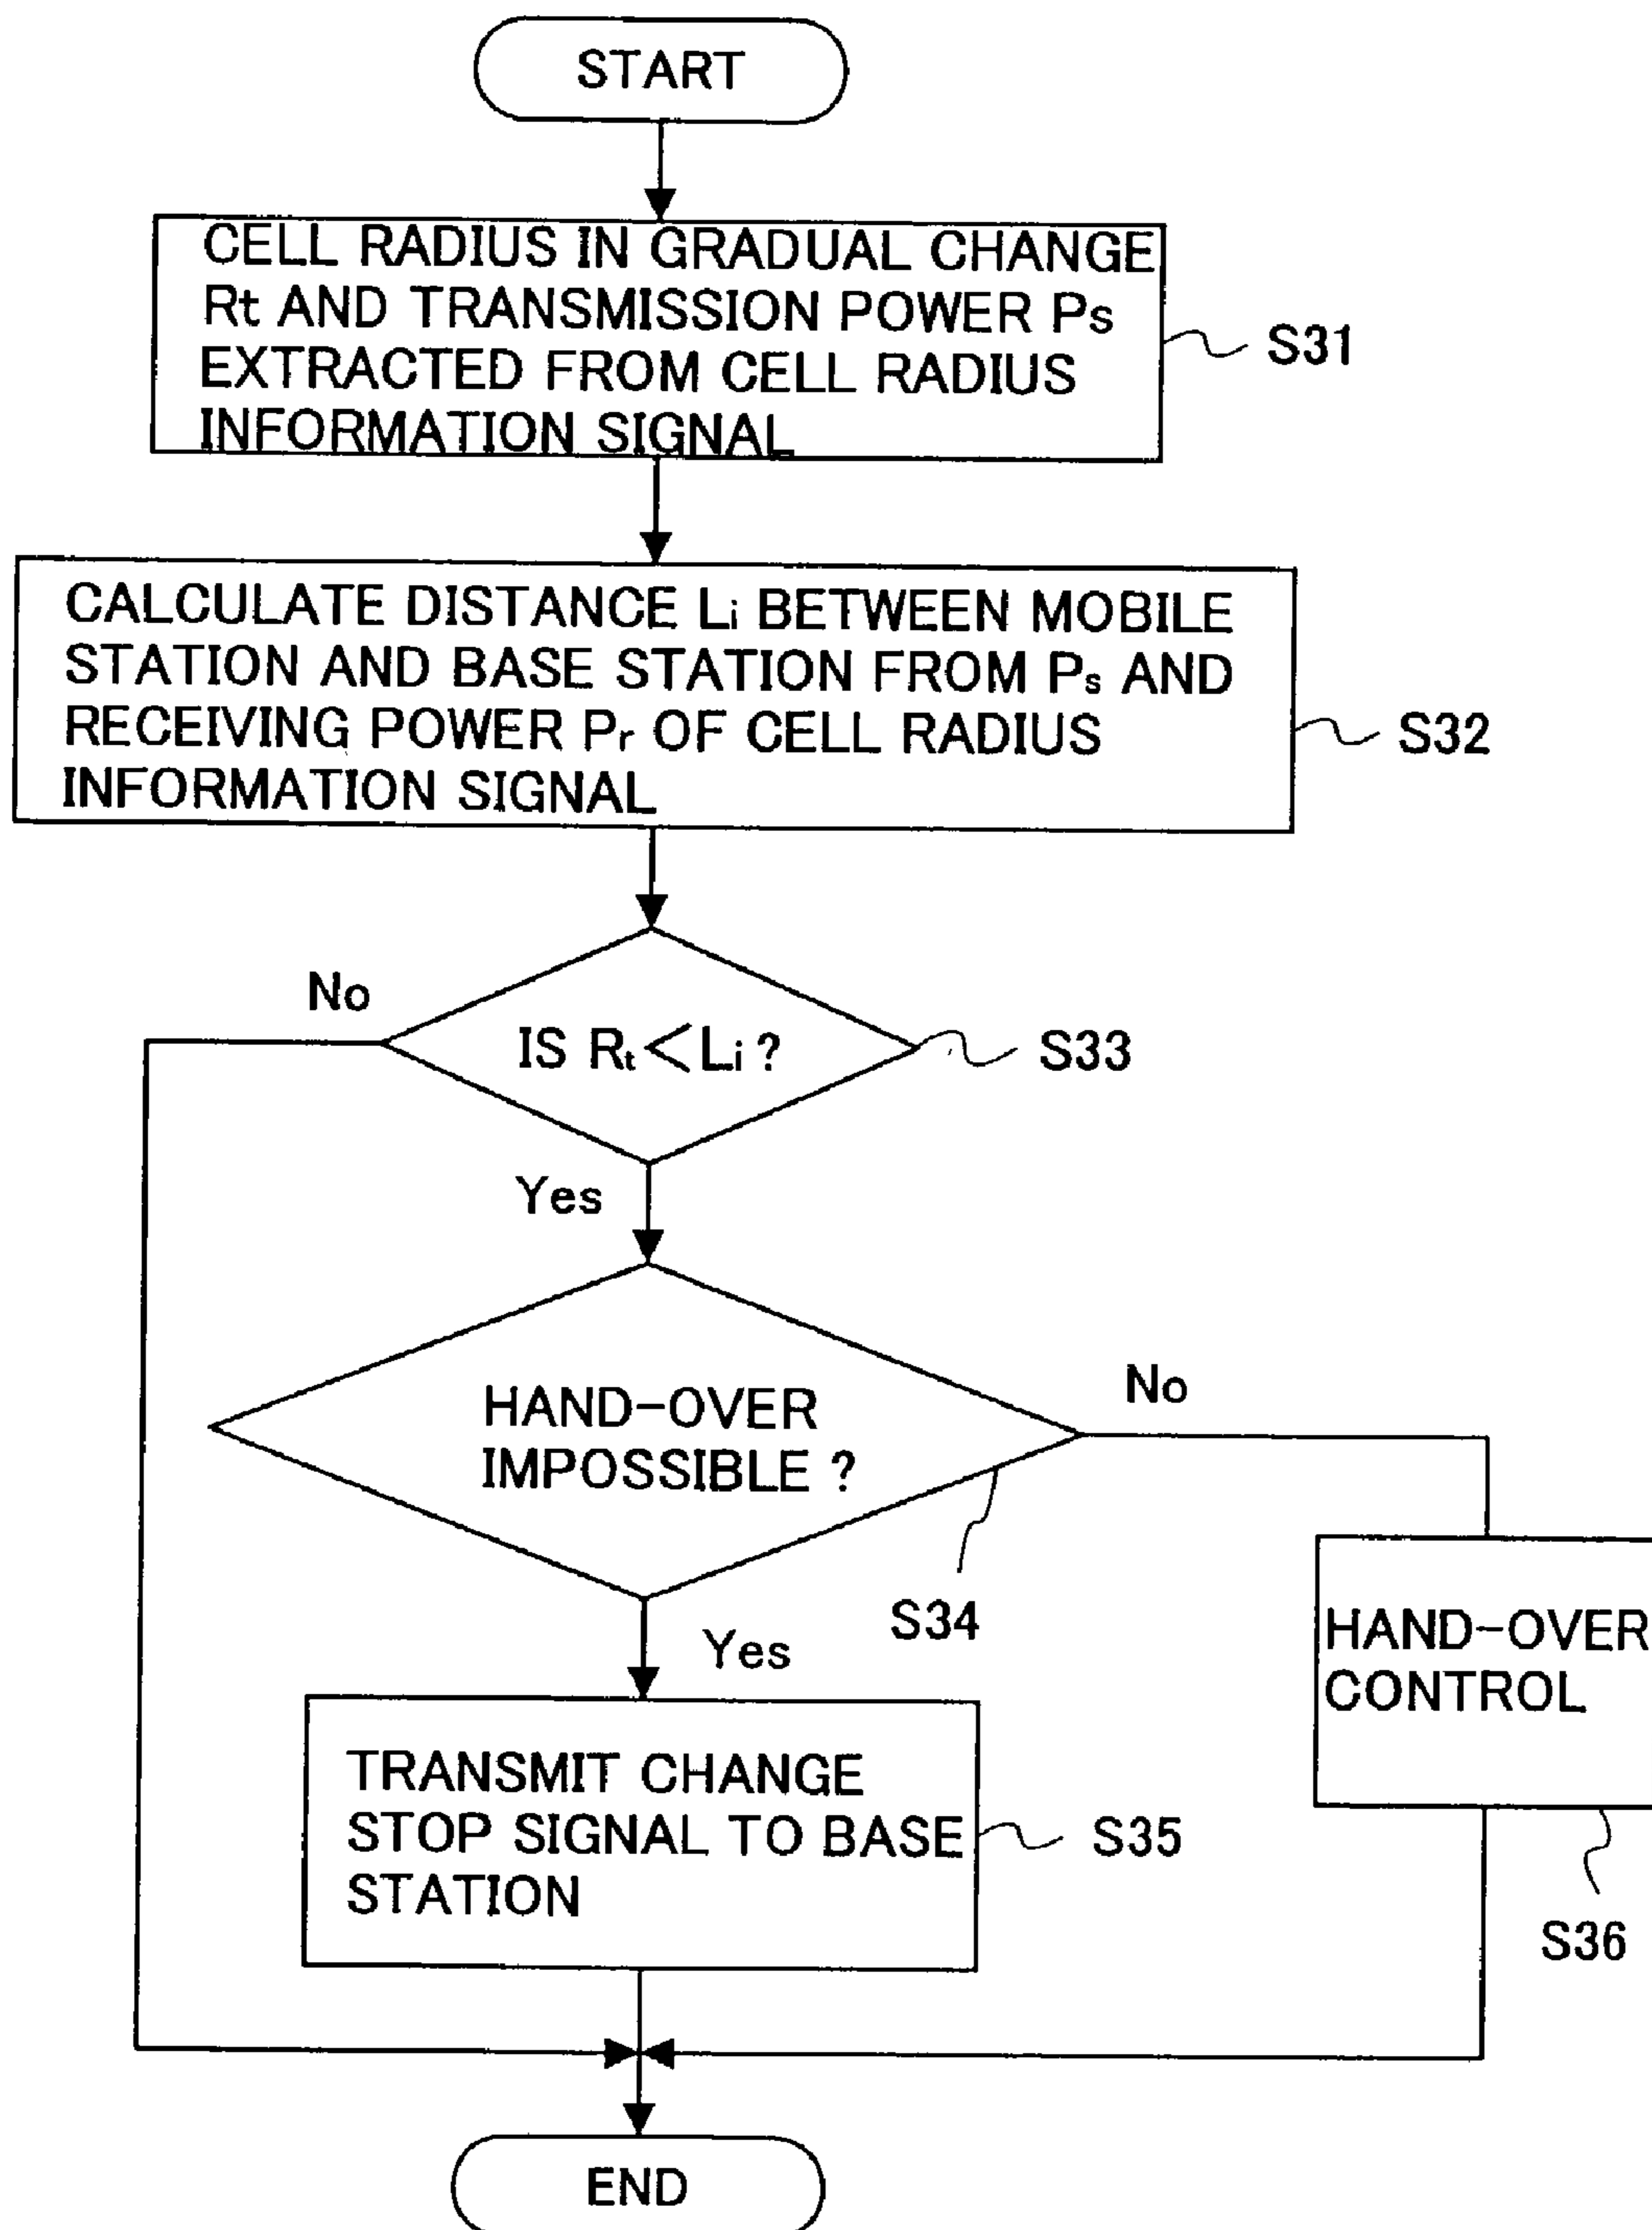 START
CELL RADIUS IN GRADUAL CHANGE
Rt AND TRANSMISSION POWER Ps
EXTRACTED FROM CELL RADIUS
INFORMATION SIGNAL
S31
CALCULATE DISTANCE Li BETWEEN MOBILE
STATION AND BASE STATION FROM Ps AND
RECEIVING POWER Pr OF CELL RADIUS
INFORMATION SIGNAL
S32
No
IS Rt<Li ?
S33
Yes
HAND-OVER
IMPOSSIBLE ?
No
S34
Yes
HAND-OVER
CONTROL
TRANSMIT CHANGE
STOP SIGNAL TO BASE
STATION
S35
S36
END